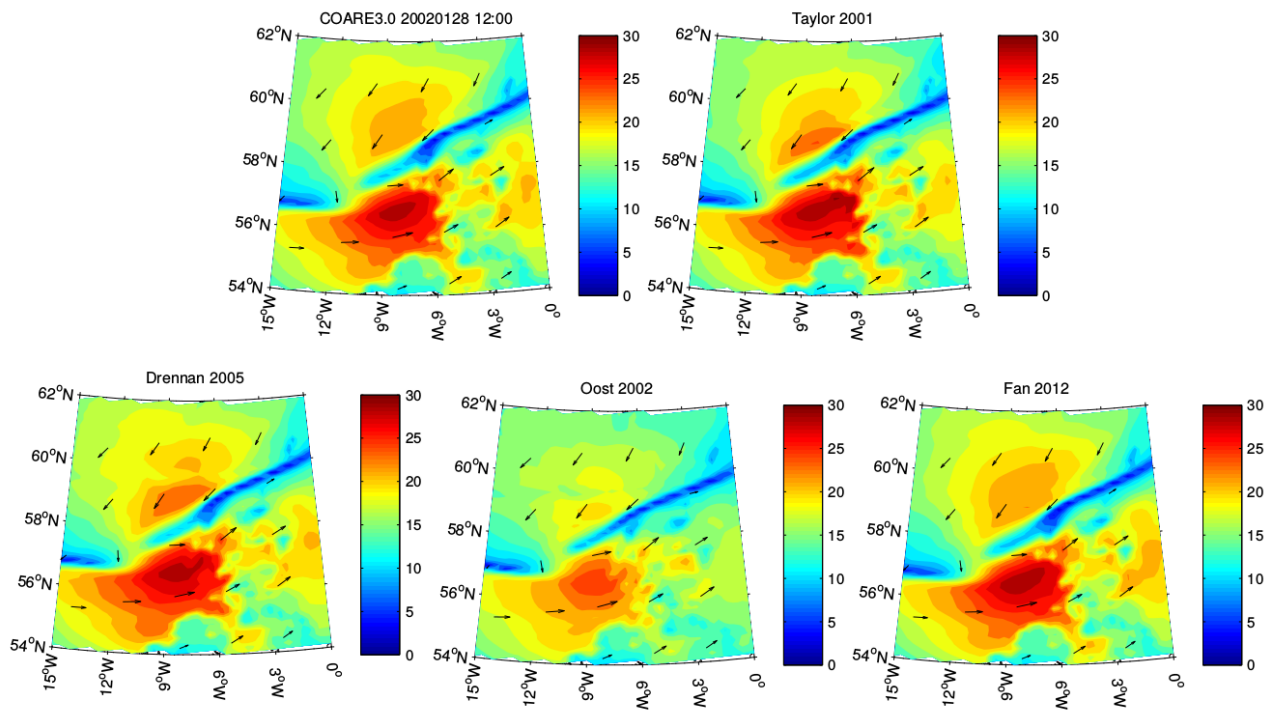 COARE3.0 20020128 12:00
Taylor 2001
62°N
60°N
58°N
56°N
54°N
15°W
12°W
9°W
6°W
3°W
0°
30
25
20
15
10
5
0
62°N
60°N
58°N
56°N
54°N
15°W
12°W
9°W
6°W
3°W
0°
30
25
20
15
10
5
0
Drennan 2005
Oost 2002
Fan 2012
62°N
60°N
58°N
56°N
54°N
15°W
12°W
9°W
6°W
3°W
0°
30
25
20
15
10
5
0
62°N
60°N
58°N
56°N
54°N
15°W
12°W
9°W
6°W
3°W
0°
30
25
20
15
10
5
0
62°N
60°N
58°N
56°N
54°N
15°W
12°W
9°W
6°W
3°W
0°
30
25
20
15
10
5
0